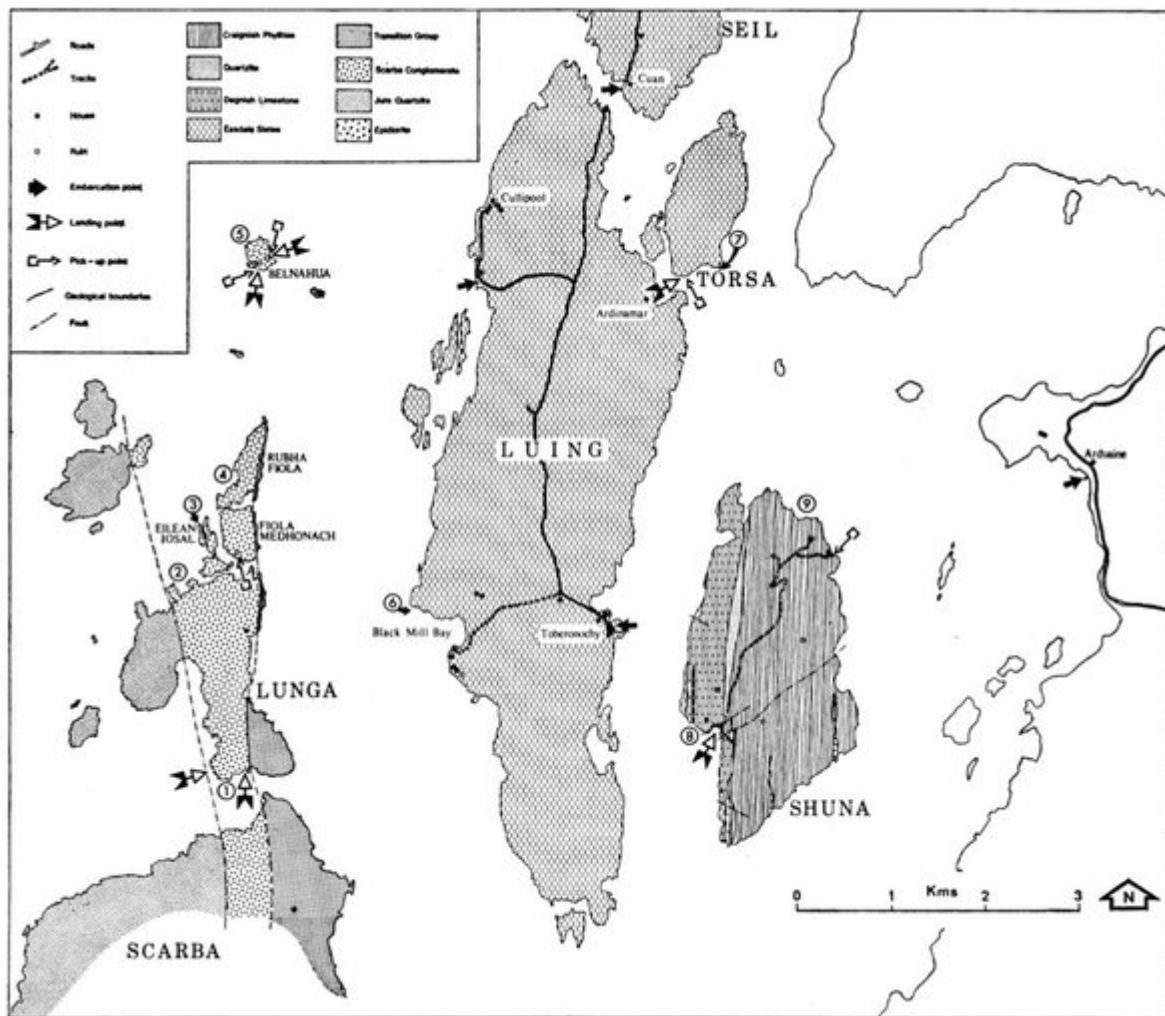 Roads
Tracks
House
Ruin
Embarcation point
Landing point
Pick-up point
Geological boundaries
Fault
Craignish Phyllites
Quartzite
Degnish Limestone
Easdale Slates
Transition Group
Scarba Conglomerate
Jura Quartzite
Epidiorite
SEIL
Cuan
Cullipool
5
BELNAHUA
7
TORSA
Ardinamar
LUING
RUBHA
FIOLA
4
3
EILEAN
IOSAL
FIOLA
MEDHONACH
2
Arduaine
9
6
Black Mill Bay
Toberonochy
LUNGA
8
1
SHUNA
0 1 2 3
Kms
N
SCARBA